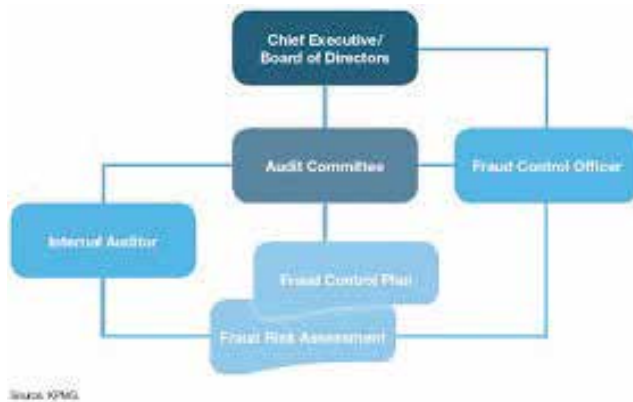 Chief Executive/
Board of Directors
Audit Committee
Fraud Control Officer
Internal Auditor
Fraud Control Plan
Fraud Risk Assessment
Source: KPMG.